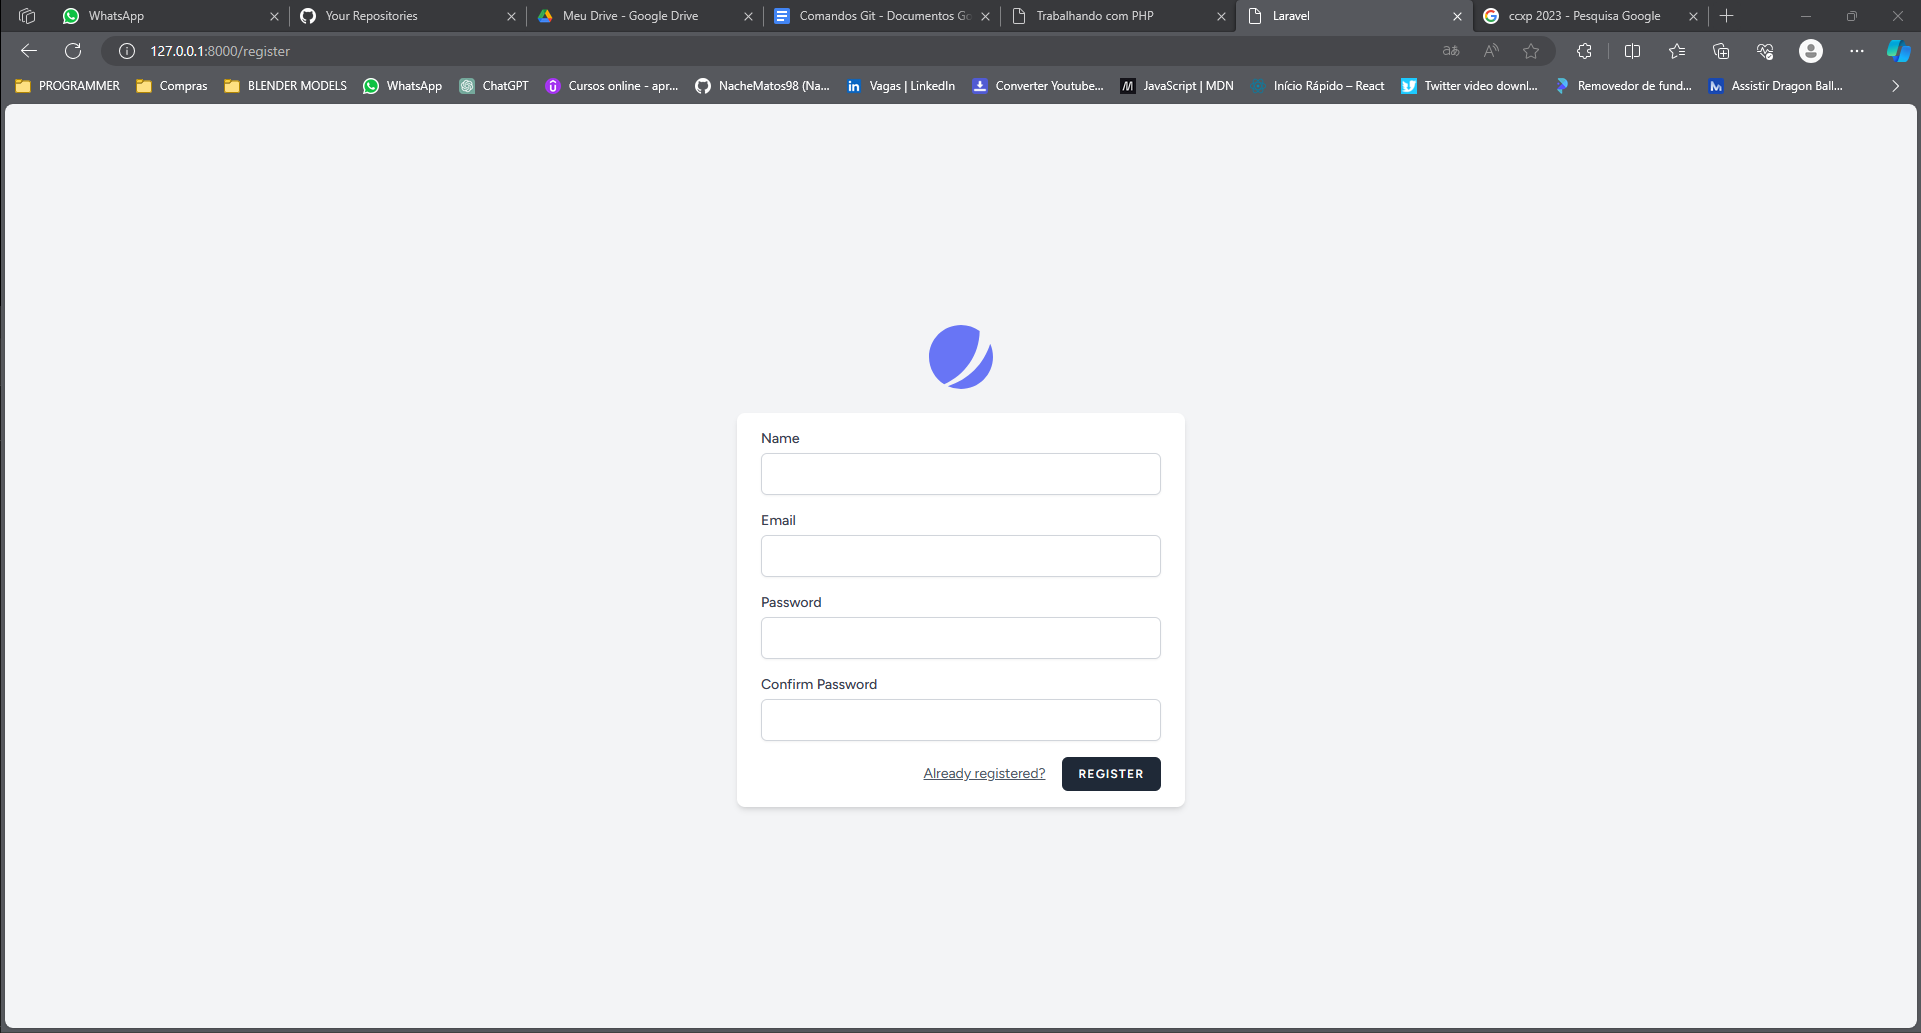 WhatsApp
Your Repositories
Meu Drive - Google Drive
Comandos Git - Documentos Go
Trabalhando com PHP
Laravel
ccxp 2023 - Pesquisa Google
127.0.0.1:8000/register
PROGRAMMER
Compras
BLENDER MODELS
WhatsApp
ChatGPT
Cursos online - apr...
NacheMatos98 (Na...
Vagas | LinkedIn
Converter Youtube...
JavaScript | MDN
Início Rápido – React
Twitter video downl...
Removedor de fund...
Assistir Dragon Ball...
Name
Email
Password
Confirm Password
Already registered?
REGISTER